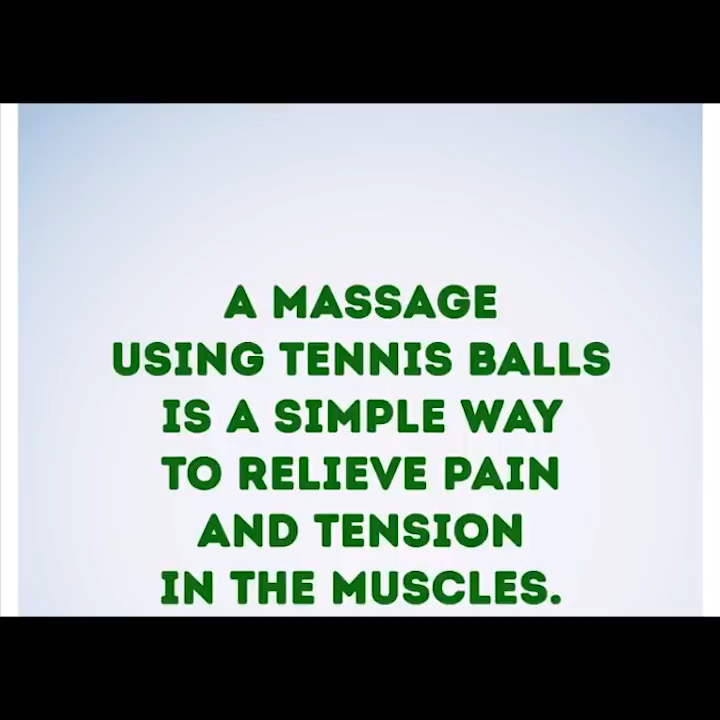 A MASSAGE
USING TENNIS BALLS
IS A SIMPLE WAY
TO RELIEVE PAIN
AND TENSION
IN THE MUSCLES.